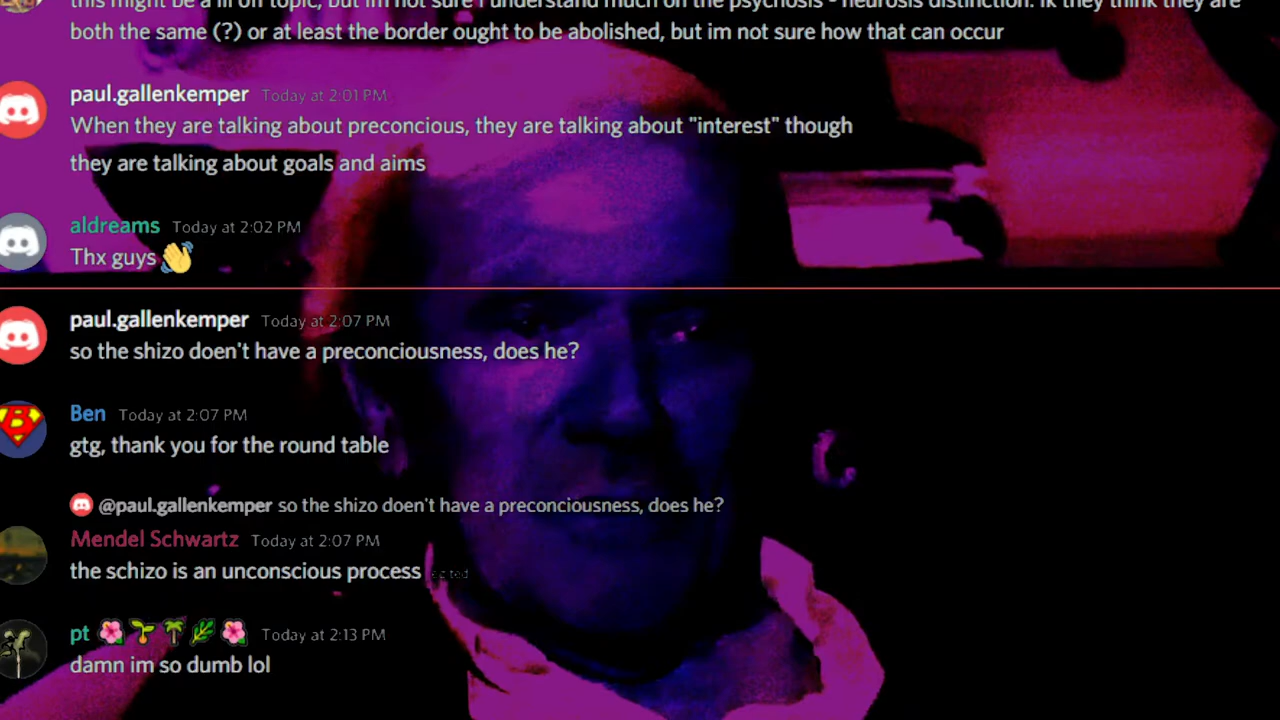 this might be a lil off topic, but im not sure i understand much on the psychosis - neurosis distinction. Ik they think they are
both the same (?) or at least the border ought to be abolished, but im not sure how that can occur
paul.gallenkemper Today at 2:01 PM
When they are talking about preconcious, they are talking about "interest" though
they are talking about goals and aims
aldreams Today at 2:02 PM
Thx guys 👋
paul.gallenkemper Today at 2:07 PM
so the shizo doen't have a preconciousness, does he?
Ben Today at 2:07 PM
gtg, thank you for the round table
@paul.gallenkemper so the shizo doen't have a preconciousness, does he?
Mendel Schwartz Today at 2:07 PM
the schizo is an unconscious process
pt 🌺🌱🌴🌿🌺 Today at 2:13 PM
damn im so dumb lol